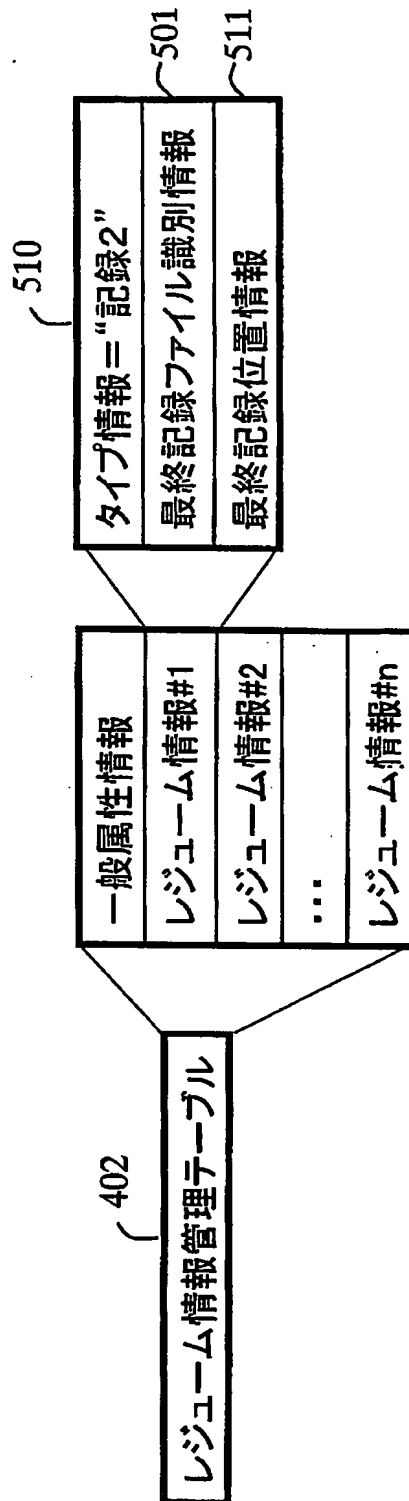 402
レジューム情報管理テーブル
一般属性情報
レジューム情報#1
レジューム情報#2
...
レジューム情報#n
510
タイプ情報=“記録2”
最終記録ファイル識別情報
501
最終記録位置情報
511